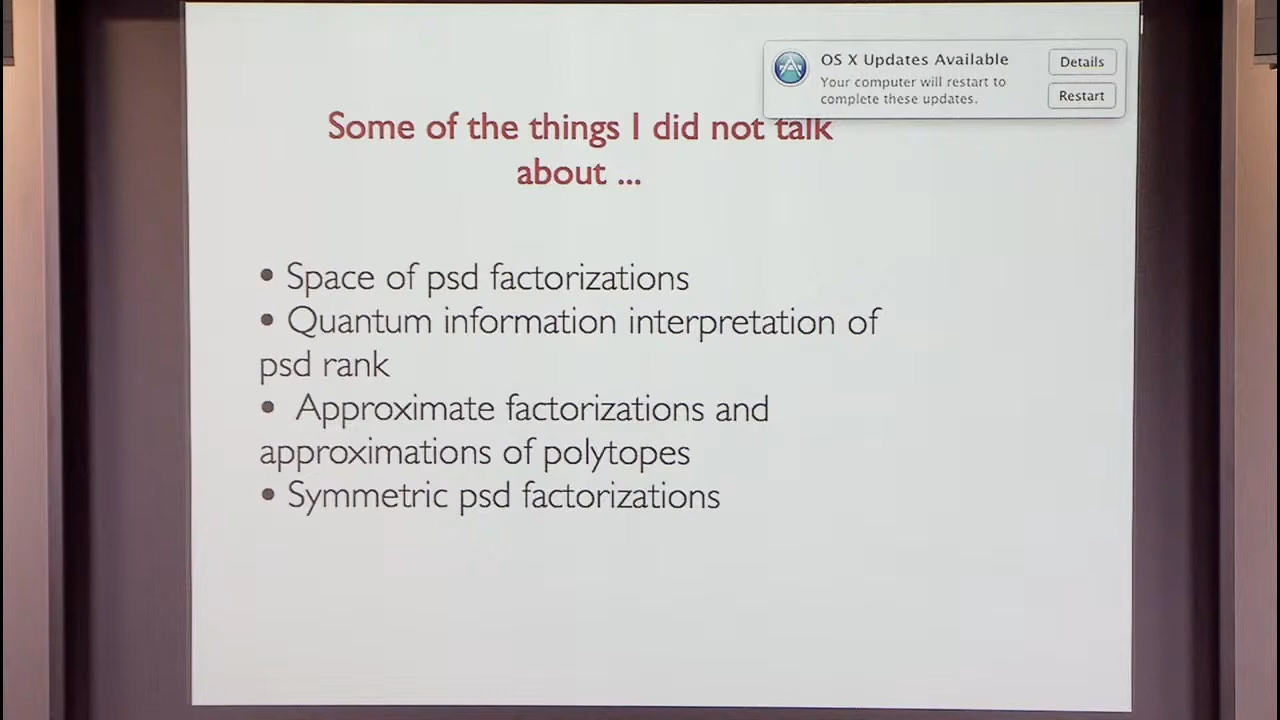 OS X Updates Available
Your computer will restart to
complete these updates.
Details
Restart
Some of the things I did not talk
about ...
• Space of psd factorizations
• Quantum information interpretation of
psd rank
• Approximate factorizations and
approximations of polytopes
• Symmetric psd factorizations